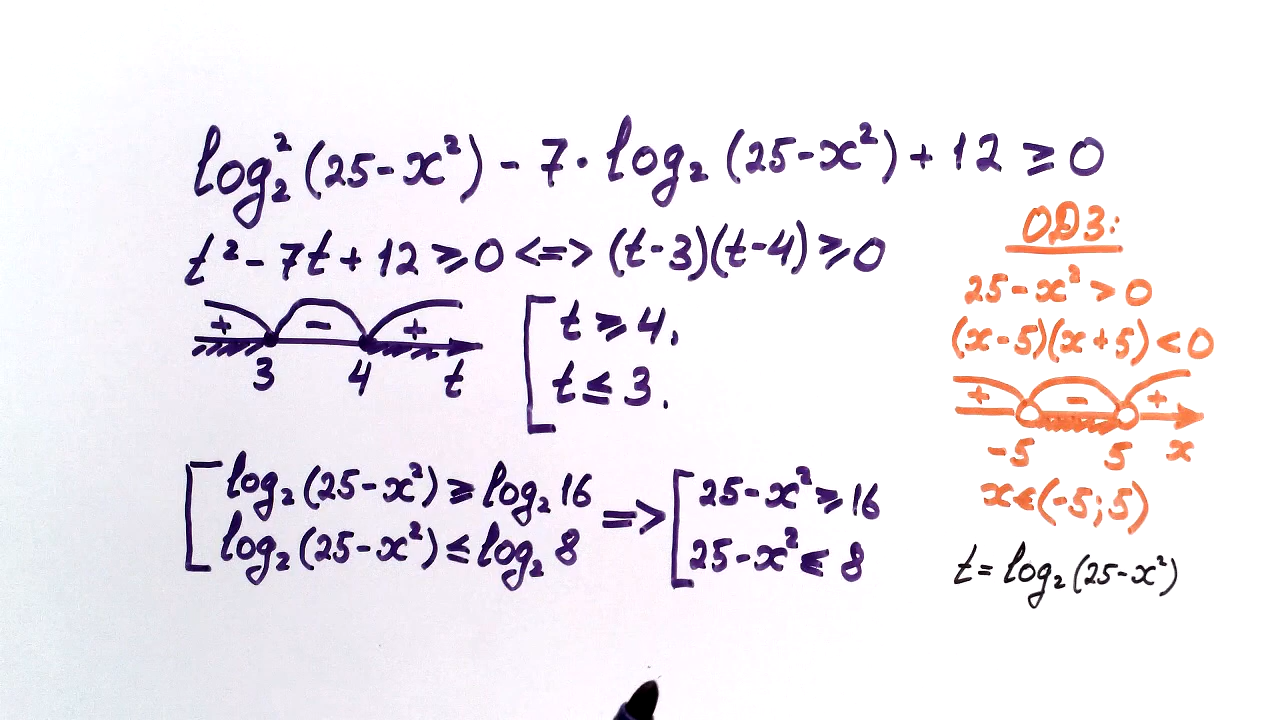 log₂²(25-x²) - 7·log₂(25-x²) + 12 ≥ 0
t² - 7t + 12 ≥ 0 <=> (t-3)(t-4) ≥ 0
+ - +
3 4 t
[ t ≥ 4,
t ≤ 3.
[ log₂(25-x²) ≥ log₂16 => [ 25-x² ≥ 16
log₂(25-x²) ≤ log₂8 25-x² ≤ 8
ОДЗ:
25-x² > 0
(x-5)(x+5) < 0
+ - +
-5 5 x
x∈(-5;5)
t = log₂(25-x²)